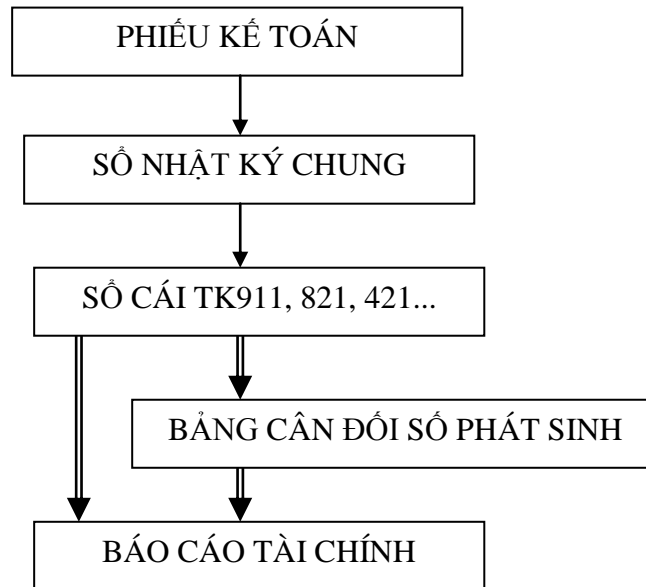 PHIẾU KẾ TOÁN
SỔ NHẬT KÝ CHUNG
SỔ CÁI TK911, 821, 421...
BẢNG CÂN ĐỐI SỐ PHÁT SINH
BÁO CÁO TÀI CHÍNH